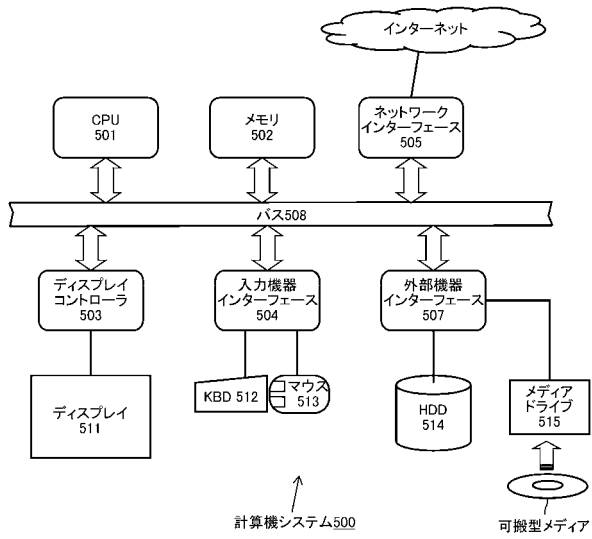 インターネット
CPU
501
メモリ
502
ネットワーク
インターフェース
505
バス508
ディスプレイ
コントローラ
503
入力機器
インターフェース
504
外部機器
インターフェース
507
ディスプレイ
511
KBD 512
マウス
513
HDD
514
メディア
ドライブ
515
計算機システム500
可搬型メディア